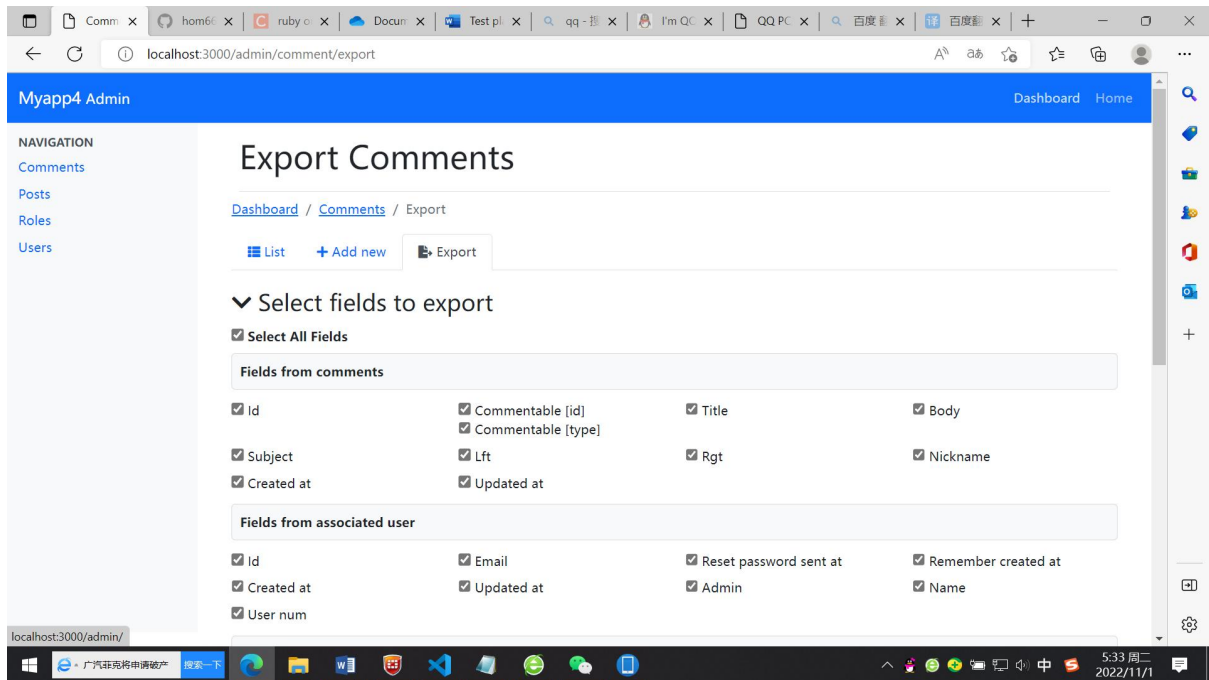 Comm
hom66
ruby o
Docum
Test pl
qq - 搜
I'm QC
QQ PC
百度
百度翻
localhost:3000/admin/comment/export
Myapp4 Admin
Dashboard Home
NAVIGATION
Comments
Posts
Roles
Users
Export Comments
Dashboard / Comments / Export
List + Add new Export
Select fields to export
Select All Fields
Fields from comments
Id Commentable [id] Title Body
Commentable [type]
Subject Lft Rgt Nickname
Created at Updated at
Fields from associated user
Id Email Reset password sent at Remember created at
Created at Updated at Admin Name
User num
localhost:3000/admin/
广汽菲克将申请破产 搜索一下
中
5:33 周二
2022/11/1